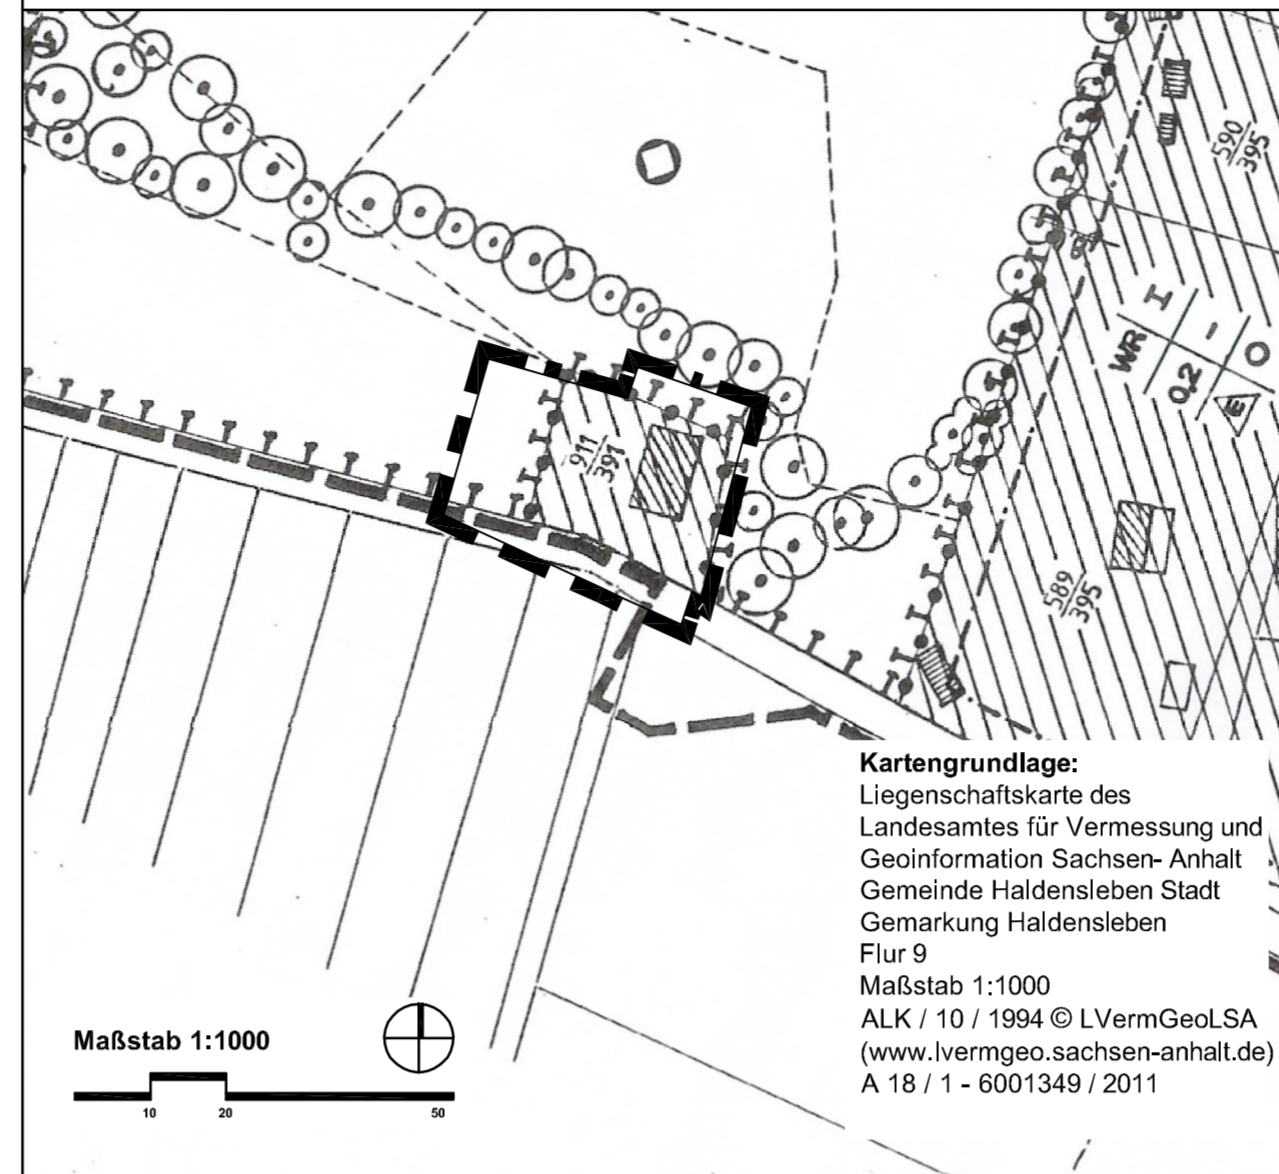 590
395
WR I
0,2 -
O
E
911
391
589
395
Kartengrundlage:
Liegenschaftskarte des
Landesamtes für Vermessung und
Geoinformation Sachsen- Anhalt
Gemeinde Haldensleben Stadt
Gemarkung Haldensleben
Flur 9
Maßstab 1:1000
ALK / 10 / 1994 © LVermGeoLSA
(www.lvermgeo.sachsen-anhalt.de)
A 18 / 1 - 6001349 / 2011
Maßstab 1:1000
10 20 50